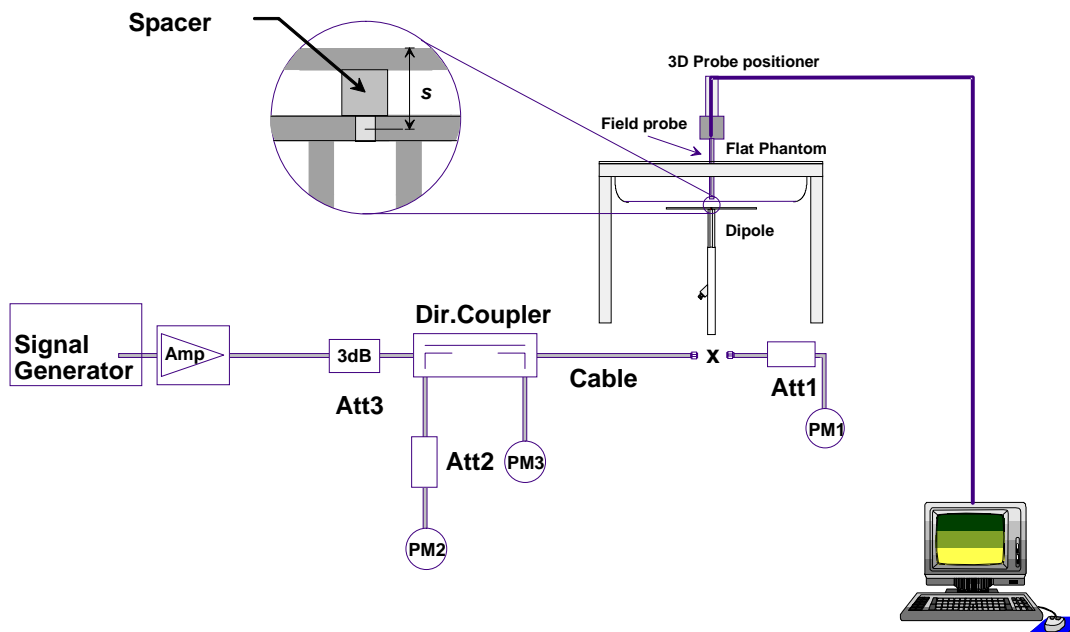 Spacer
s
3D Probe positioner
Field probe
Flat Phantom
Dipole
Signal
Generator
Amp
3dB
Att3
Dir.Coupler
Cable
x
Att1
PM1
Att2
PM3
PM2